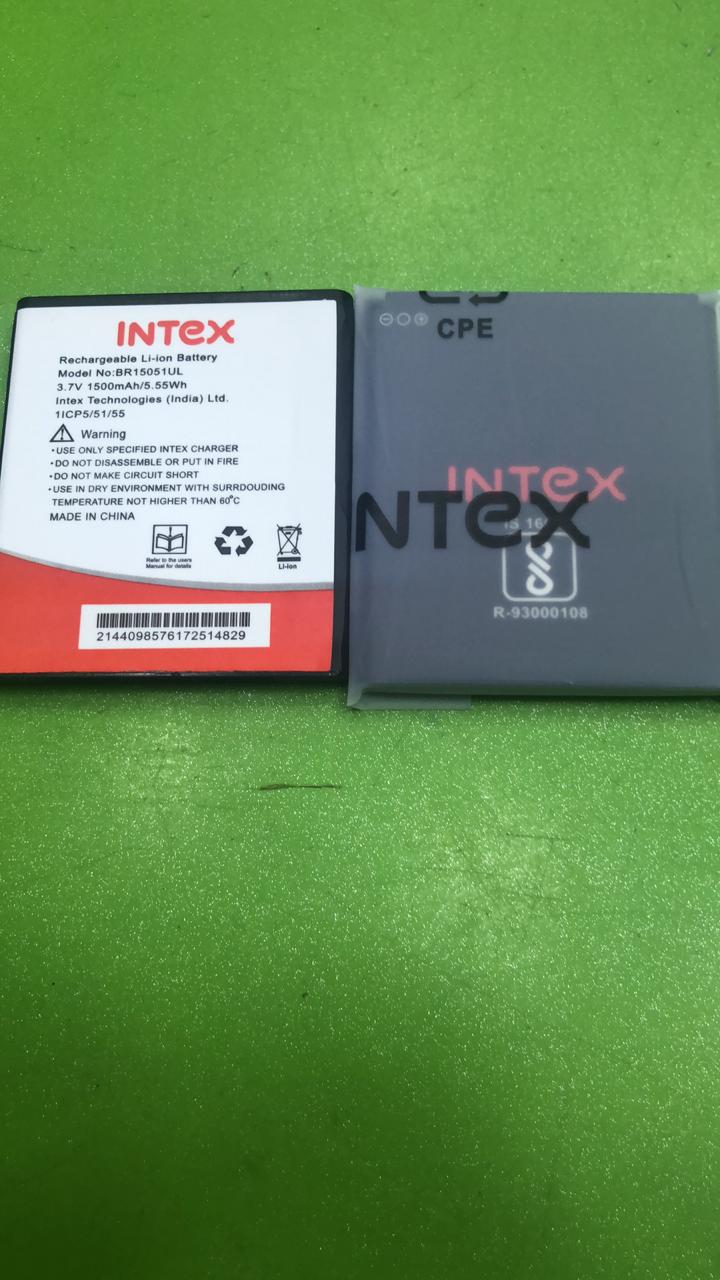 INTEX
Rechargeable Li-ion Battery
Model No:BR15051UL
3.7V 1500mAh/5.55Wh
Intex Technologies (India) Ltd.
1ICP5/51/55
Warning
•USE ONLY SPECIFIED INTEX CHARGER
•DO NOT DISASSEMBLE OR PUT IN FIRE
•DO NOT MAKE CIRCUIT SHORT
•USE IN DRY ENVIRONMENT WITH SURRDOUDING
TEMPERATURE NOT HIGHER THAN 60°C
MADE IN CHINA
Refer to the users
Manual for details
Li-ion
2144098576172514829
CPE
INTEX
NTEX
IS
R-93000108